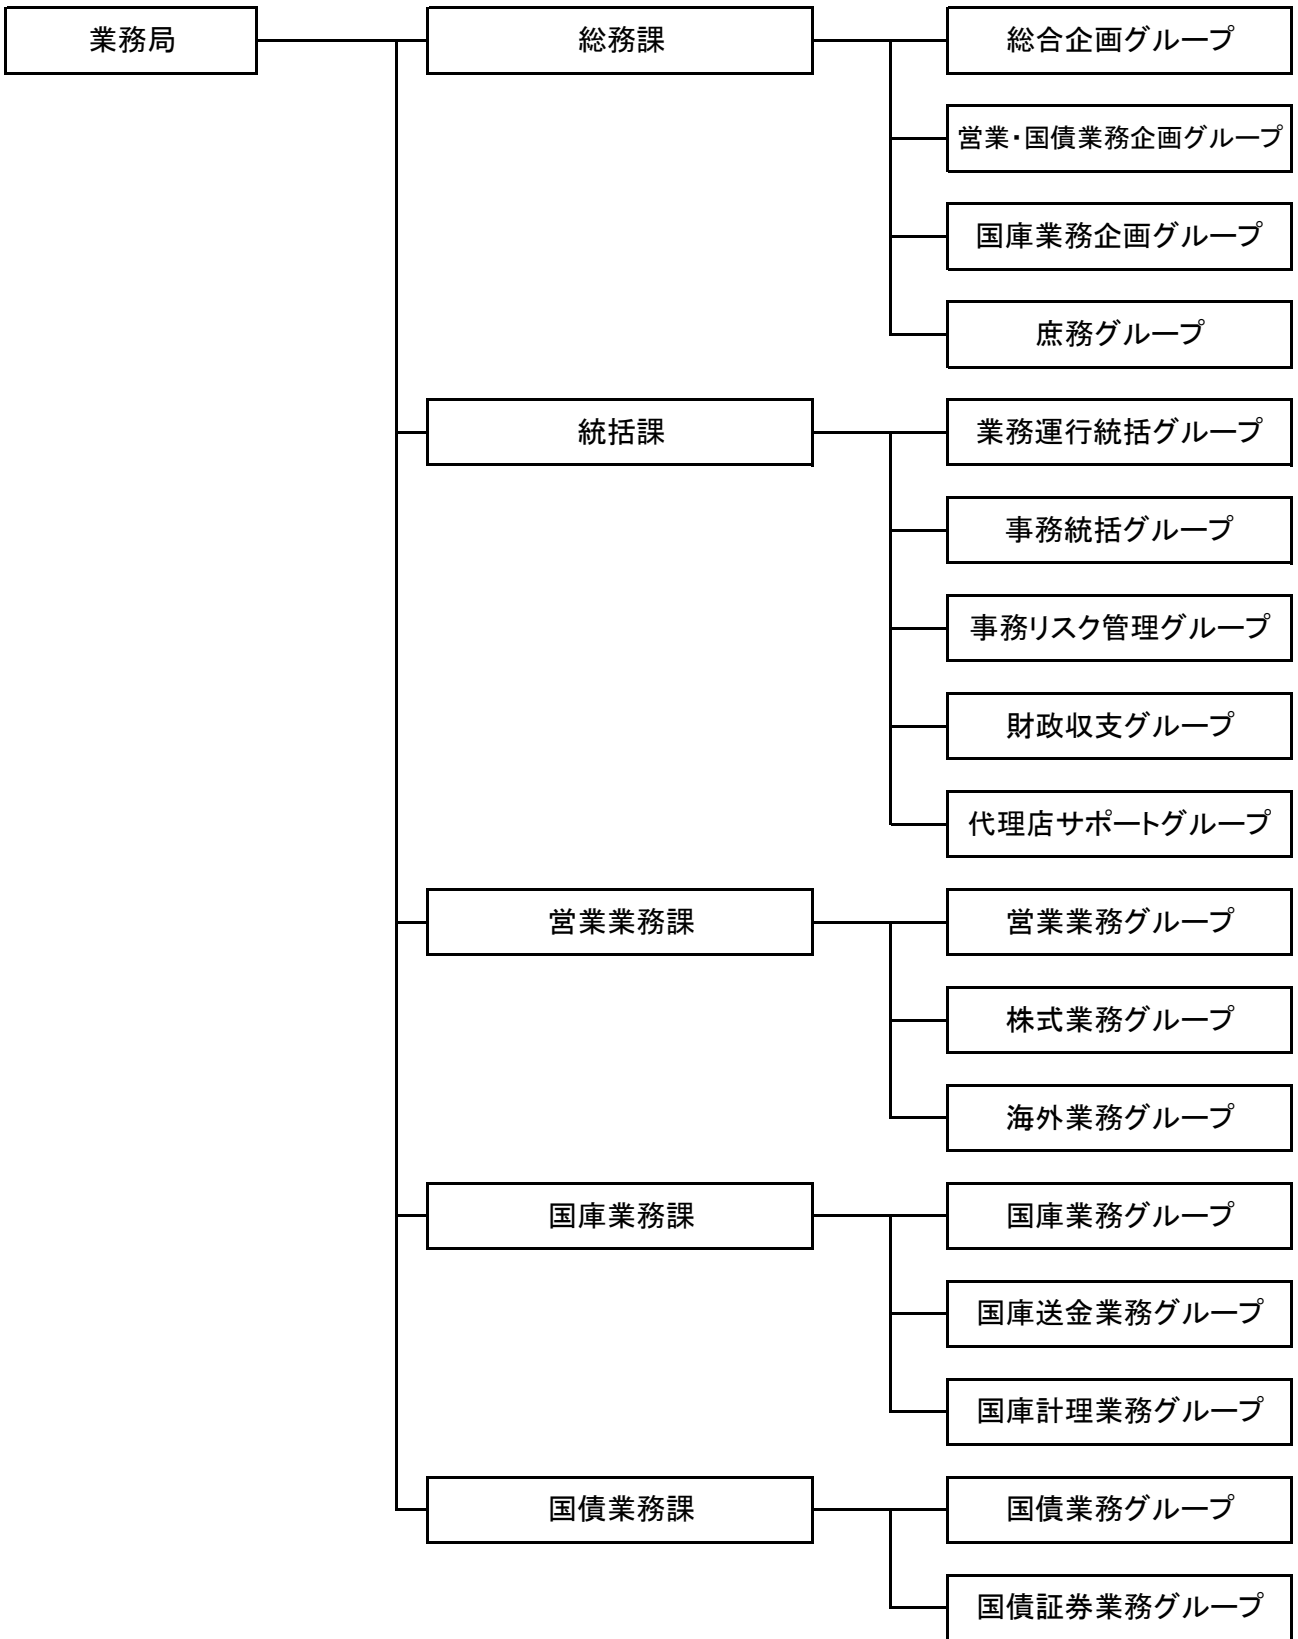 業務局
総務課
総合企画グループ
営業・国債業務企画グループ
国庫業務企画グループ
庶務グループ
統括課
業務運行統括グループ
事務統括グループ
事務リスク管理グループ
財政収支グループ
代理店サポートグループ
営業業務課
営業業務グループ
株式業務グループ
海外業務グループ
国庫業務課
国庫業務グループ
国庫送金業務グループ
国庫計理業務グループ
国債業務課
国債業務グループ
国債証券業務グループ